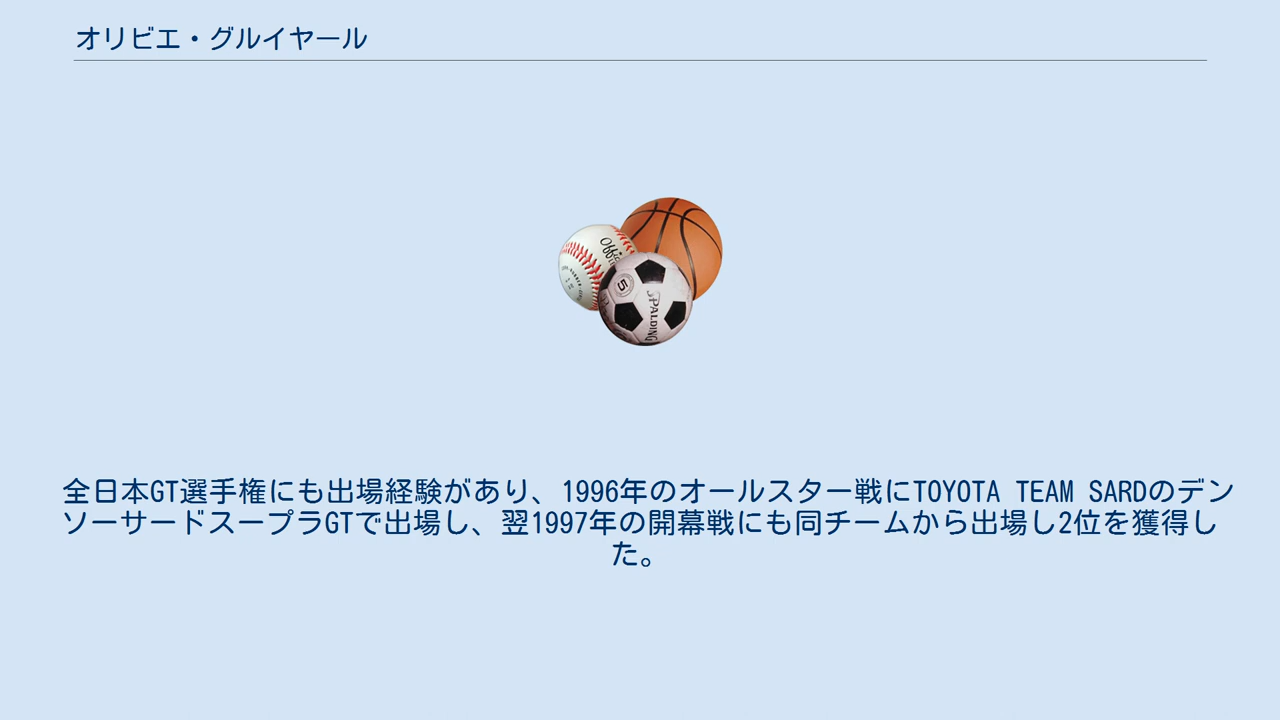 オリビエ・グルイヤール
Official
5
SPALDING
全日本GT選手権にも出場経験があり、1996年のオールスター戦にTOYOTA TEAM SARDのデン
ソーサードスープラGTで出場し、翌1997年の開幕戦にも同チームから出場し2位を獲得し
た。